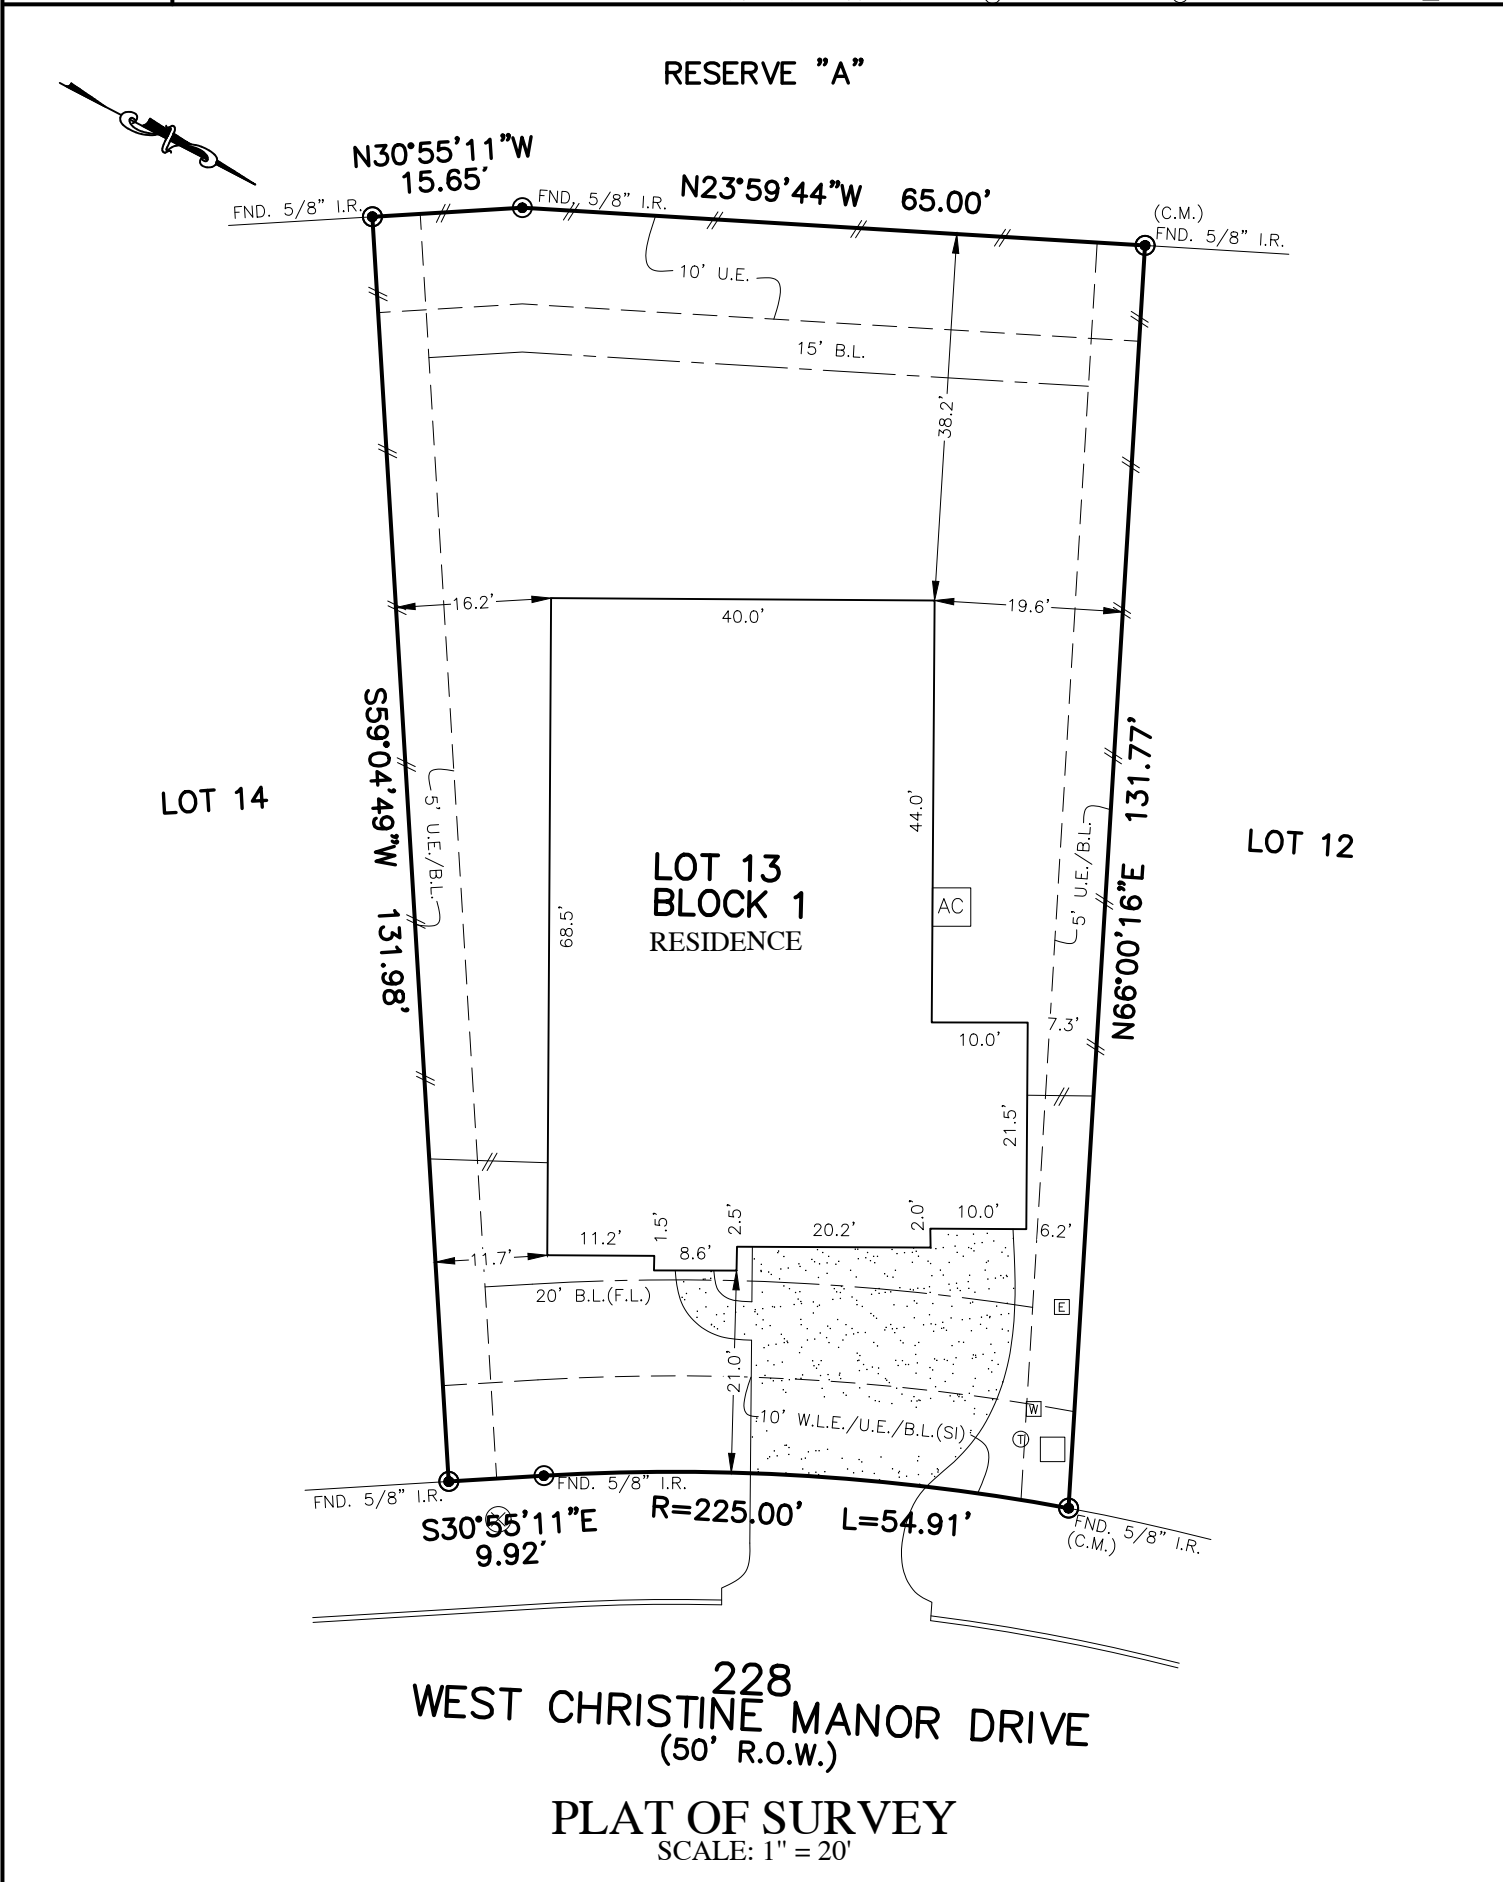 RESERVE "A"
N30°55'11"W
15.65'
N23°59'44"W 65.00'
FND. 5/8" I.R.
FND. 5/8" I.R.
(C.M.)
FND. 5/8" I.R.
10' U.E.
15' B.L.
38.2'
16.2'
40.0'
19.6'
S59°04'49"W 131.98'
5' U.E./B.L.
LOT 14
68.5'
LOT 13
BLOCK 1
RESIDENCE
44.0'
AC
5' U.E./B.L.
N66°00'16"E 131.77'
LOT 12
10.0'
7.3'
21.5'
11.2'
1.5'
8.6'
2.5'
20.2'
2.0'
10.0'
6.2'
11.7'
20' B.L.(F.L.)
E
21.0'
10' W.L.E./U.E./B.L.(SI)
W
T
FND. 5/8" I.R.
FND. 5/8" I.R.
S30°55'11"E
9.92'
R=225.00' L=54.91'
FND. 5/8" I.R.
(C.M.)
228
WEST CHRISTINE MANOR DRIVE
(50' R.O.W.)
PLAT OF SURVEY
SCALE: 1" = 20'